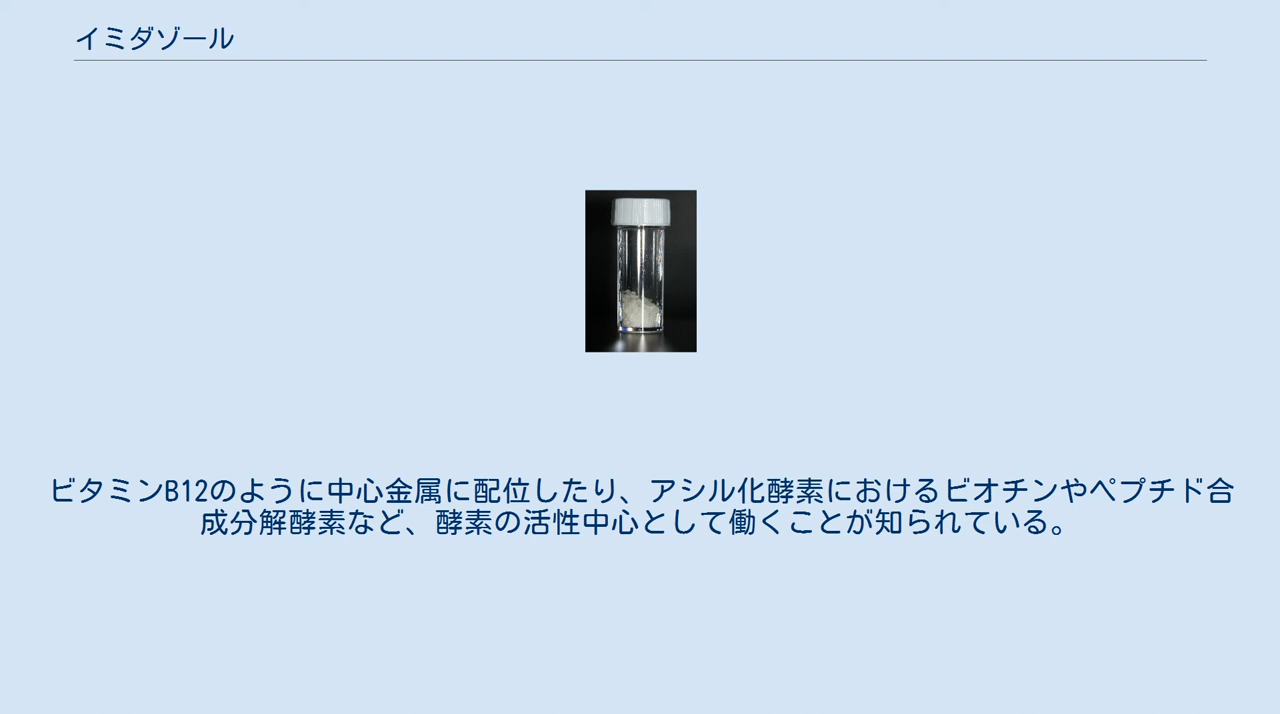 イミダゾール
ビタミンB12のように中心金属に配位したり、アシル化酵素におけるビオチンやペプチド合
成分解酵素など、酵素の活性中心として働くことが知られている。